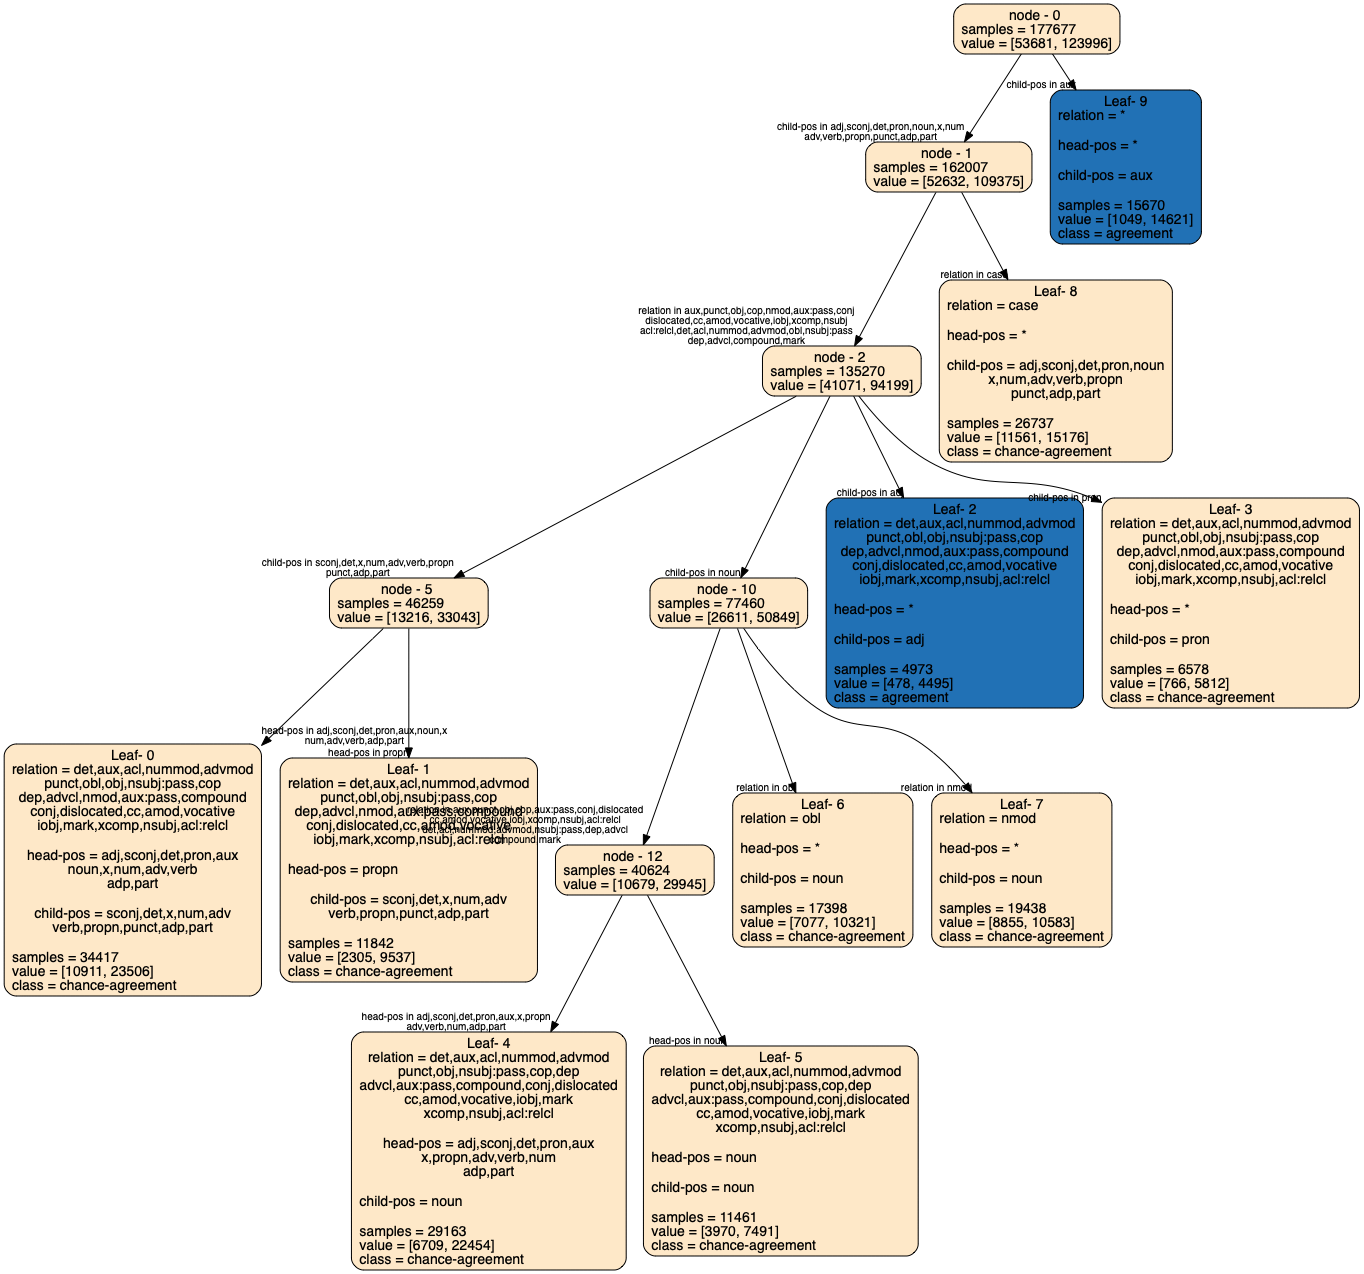 node - 0
samples = 177677
value = [53681, 123996]
child-pos in aux
Leaf- 9
relation = *
head-pos = *
child-pos = aux
samples = 15670
value = [1049, 14621]
class = agreement
child-pos in adj,sconj,det,pron,noun,x,num
adv,verb,propn,punct,adp,part
node - 1
samples = 162007
value = [52632, 109375]
relation in case
Leaf- 8
relation = case
head-pos = *
child-pos = adj,sconj,det,pron,noun
x,num,adv,verb,propn
punct,adp,part
samples = 26737
value = [11561, 15176]
class = chance-agreement
relation in aux,punct,obj,cop,nmod,aux:pass,conj
dislocated,cc,amod,vocative,iobj,xcomp,nsubj
acl:relcl,det,acl,nummod,advmod,obl,nsubj:pass
dep,advcl,compound,mark
node - 2
samples = 135270
value = [41071, 94199]
child-pos in adj
Leaf- 2
relation = det,aux,acl,nummod,advmod
punct,obl,obj,nsubj:pass,cop
dep,advcl,nmod,aux:pass,compound
conj,dislocated,cc,amod,vocative
iobj,mark,xcomp,nsubj,acl:relcl
head-pos = *
child-pos = adj
samples = 4973
value = [478, 4495]
class = agreement
child-pos in pron
Leaf- 3
relation = det,aux,acl,nummod,advmod
punct,obl,obj,nsubj:pass,cop
dep,advcl,nmod,aux:pass,compound
conj,dislocated,cc,amod,vocative
iobj,mark,xcomp,nsubj,acl:relcl
head-pos = *
child-pos = pron
samples = 6578
value = [766, 5812]
class = chance-agreement
child-pos in sconj,det,x,num,adv,verb,propn
punct,adp,part
node - 5
samples = 46259
value = [13216, 33043]
child-pos in noun
node - 10
samples = 77460
value = [26611, 50849]
head-pos in adj,sconj,det,pron,aux,noun,x
num,adv,verb,adp,part
Leaf- 0
relation = det,aux,acl,nummod,advmod
punct,obl,obj,nsubj:pass,cop
dep,advcl,nmod,aux:pass,compound
conj,dislocated,cc,amod,vocative
iobj,mark,xcomp,nsubj,acl:relcl
head-pos = adj,sconj,det,pron,aux
noun,x,num,adv,verb
adp,part
child-pos = sconj,det,x,num,adv
verb,propn,punct,adp,part
samples = 34417
value = [10911, 23506]
class = chance-agreement
head-pos in propn
Leaf- 1
relation = det,aux,acl,nummod,advmod
punct,obl,obj,nsubj:pass,cop
dep,advcl,nmod,aux:pass,compound
conj,dislocated,cc,amod,vocative
iobj,mark,xcomp,nsubj,acl:relcl
head-pos = propn
child-pos = sconj,det,x,num,adv
verb,propn,punct,adp,part
samples = 11842
value = [2305, 9537]
class = chance-agreement
relation in aux,punct,obj,cop,aux:pass,conj,dislocated
cc,amod,vocative,iobj,xcomp,nsubj,acl:relcl
det,acl,nummod,advmod,nsubj:pass,dep,advcl
compound,mark
node - 12
samples = 40624
value = [10679, 29945]
relation in obl
Leaf- 6
relation = obl
head-pos = *
child-pos = noun
samples = 17398
value = [7077, 10321]
class = chance-agreement
relation in nmod
Leaf- 7
relation = nmod
head-pos = *
child-pos = noun
samples = 19438
value = [8855, 10583]
class = chance-agreement
head-pos in adj,sconj,det,pron,aux,x,propn
adv,verb,num,adp,part
Leaf- 4
relation = det,aux,acl,nummod,advmod
punct,obj,nsubj:pass,cop,dep
advcl,aux:pass,compound,conj,dislocated
cc,amod,vocative,iobj,mark
xcomp,nsubj,acl:relcl
head-pos = adj,sconj,det,pron,aux
x,propn,adv,verb,num
adp,part
child-pos = noun
samples = 29163
value = [6709, 22454]
class = chance-agreement
head-pos in noun
Leaf- 5
relation = det,aux,acl,nummod,advmod
punct,obj,nsubj:pass,cop,dep
advcl,aux:pass,compound,conj,dislocated
cc,amod,vocative,iobj,mark
xcomp,nsubj,acl:relcl
head-pos = noun
child-pos = noun
samples = 11461
value = [3970, 7491]
class = chance-agreement